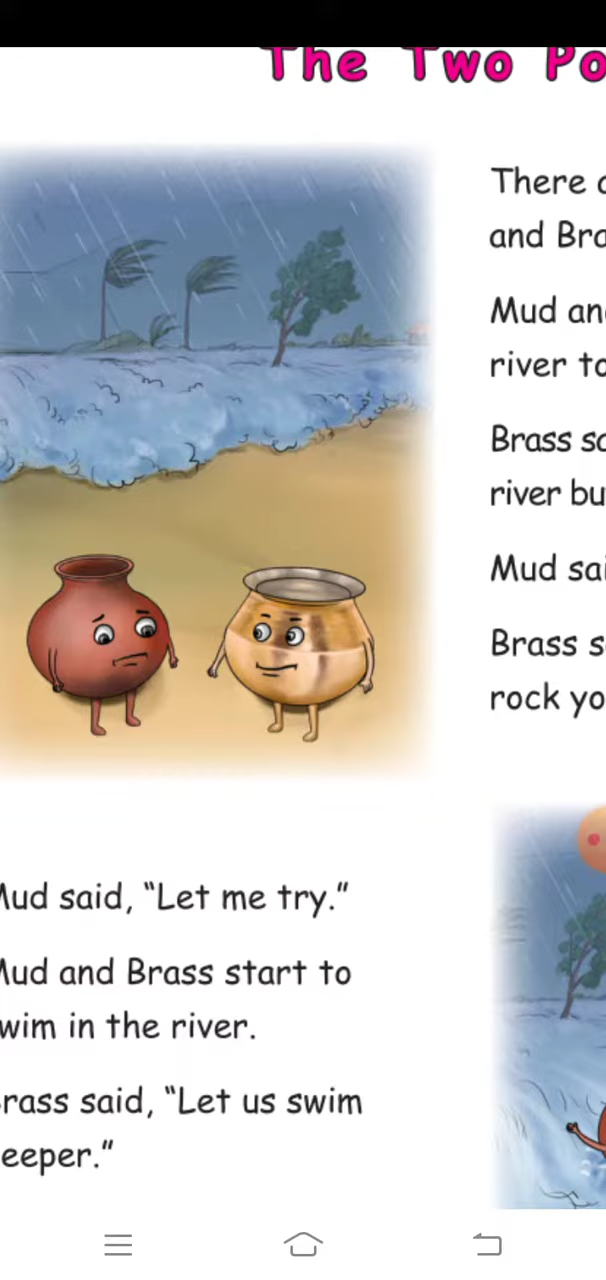 The Two Po
There
and Bra
Mud an
river to
Brass sa
river bu
Mud sai
Brass s
rock yo
Mud said, “Let me try.”
Mud and Brass start to
wim in the river.
rass said, “Let us swim
eeper.”